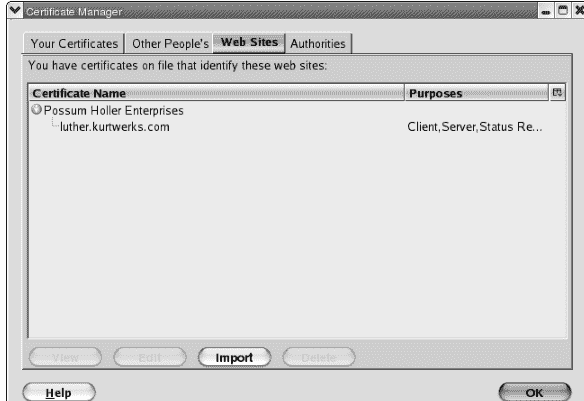 Certificate Manager
Your Certificates Other People's Web Sites Authorities
You have certificates on file that identify these web sites:
Certificate Name Purposes
Possum Holler Enterprises
luther.kurtwerks.com Client,Server,Status Re...
View Edit Import Delete
Help OK